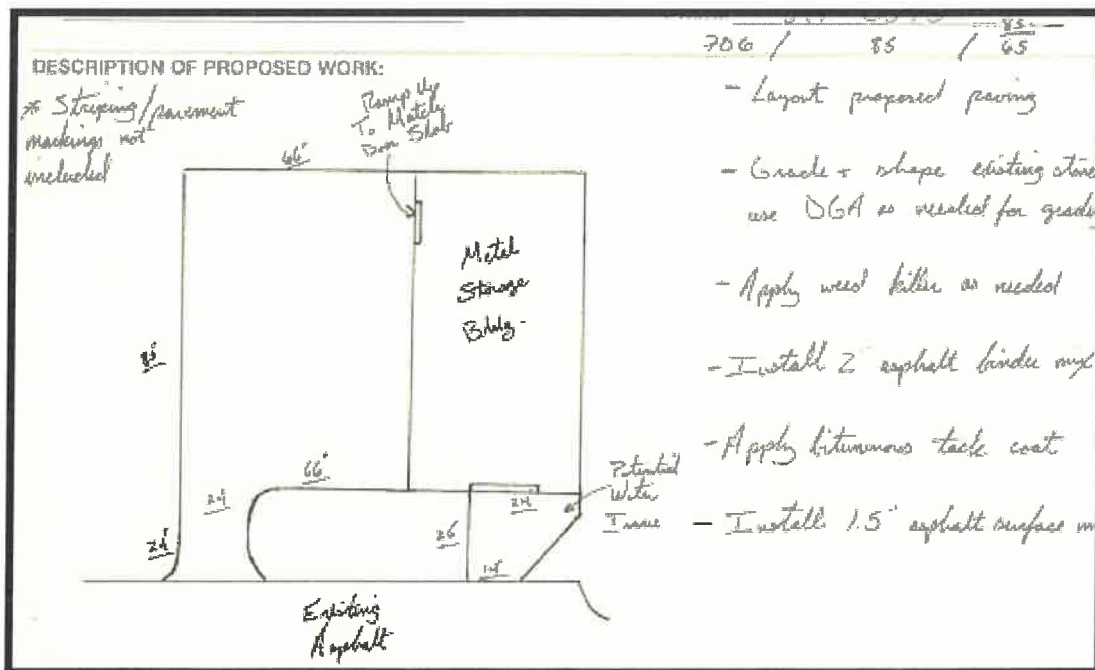 706 / 85 / 85
65
DESCRIPTION OF PROPOSED WORK:
* Striping/pavement
markings not
included
Ramp Up
To Match
Door Slab
66'
Metal
Storage
Bldg.
85'
66'
24'
24'
24'
26'
14'
Potential
Water
Issue
Existing
Asphalt
- Layout proposed paving
- Grade + shape existing stone
use DGA as needed for
- Apply weed killer as needed
- Install 2" asphalt binder mix
- Apply bituminous tack coat
- Install 1.5" asphalt surface